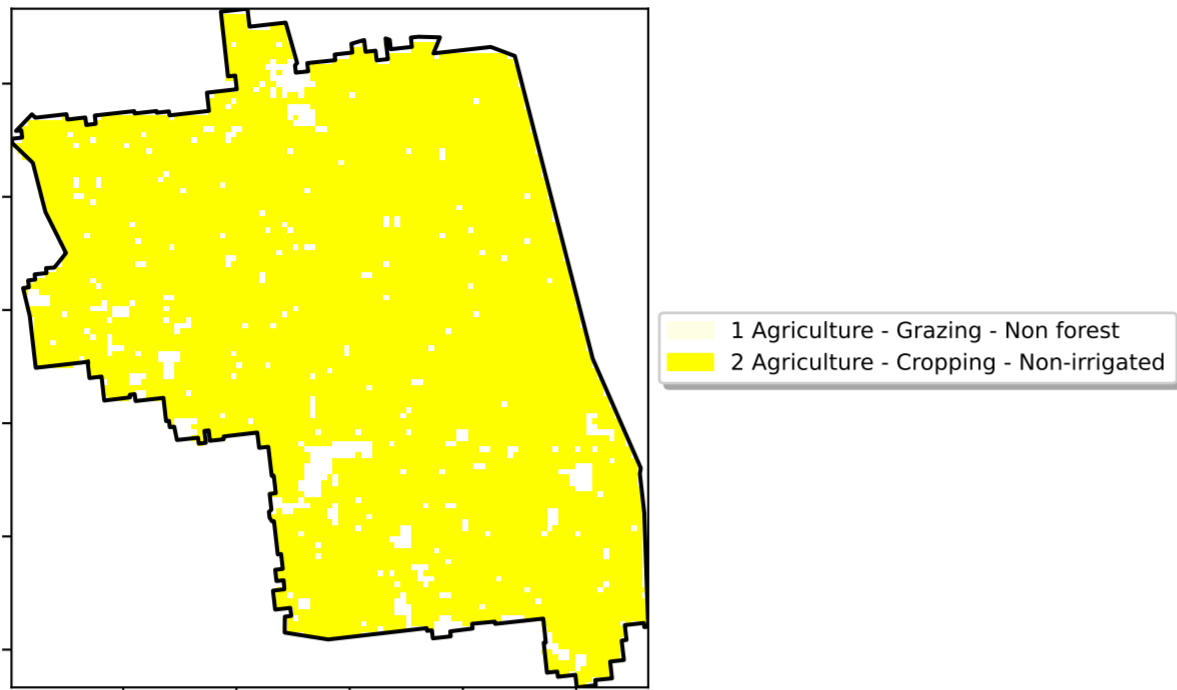 1 Agriculture - Grazing - Non forest
2 Agriculture - Cropping - Non-irrigated